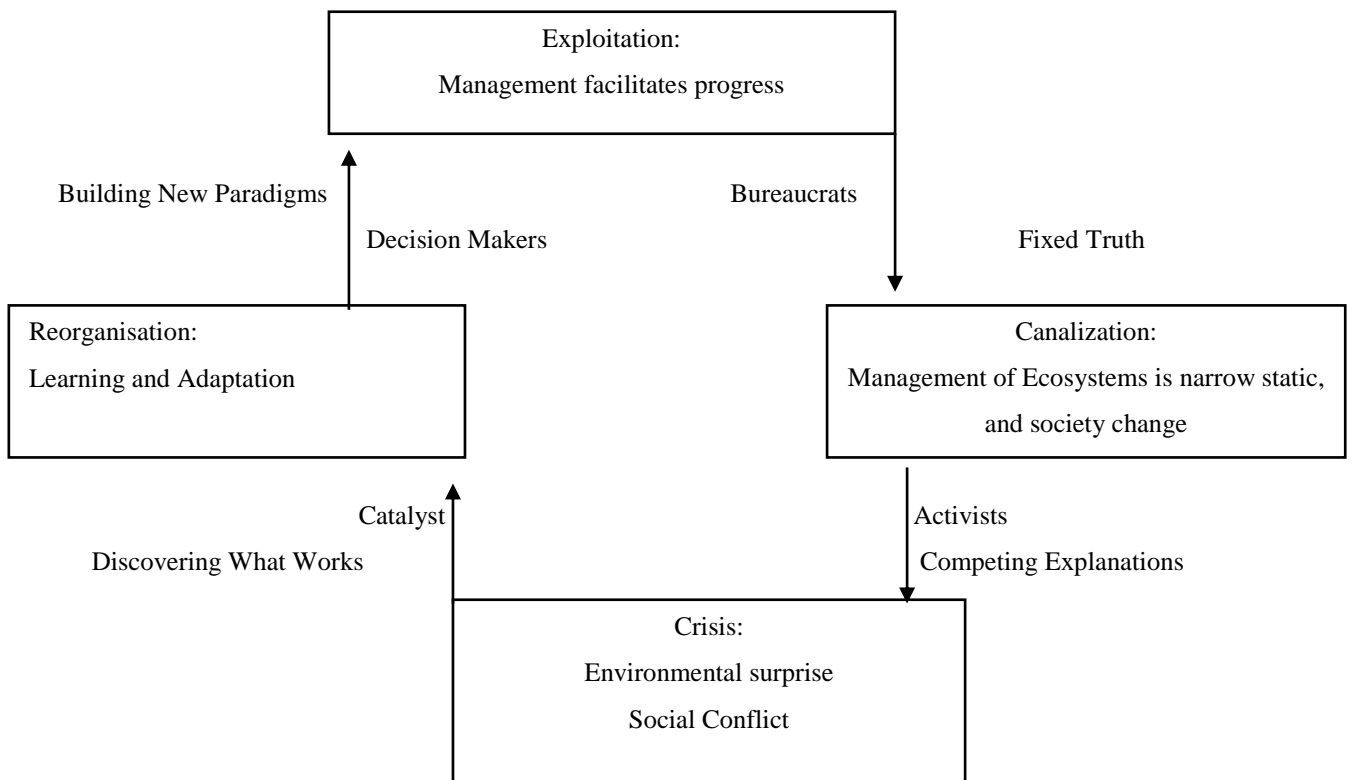 Exploitation:
Management facilitates progress
Building New Paradigms
Bureaucrats
Decision Makers
Fixed Truth
Reorganisation:
Learning and Adaptation
Canalization:
Management of Ecosystems is narrow static,
and society change
Catalyst
Activists
Discovering What Works
Competing Explanations
Crisis:
Environmental surprise
Social Conflict